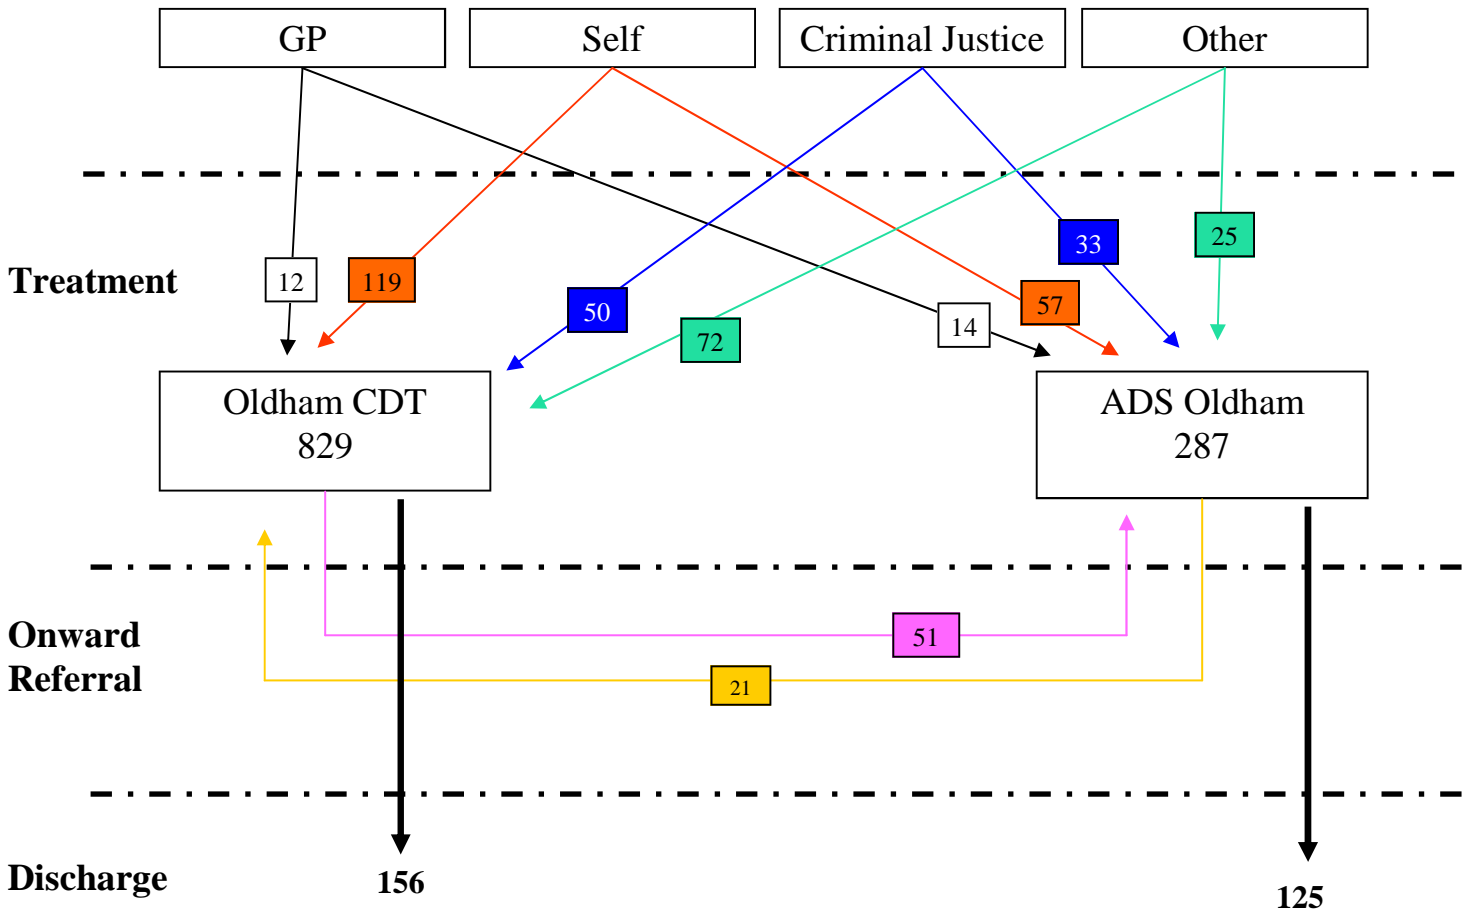 GP
Self
Criminal Justice
Other
33
25
Treatment
12
119
50
57
14
72
Oldham CDT
829
ADS Oldham
287
Onward
Referral
51
21
Discharge
156
125